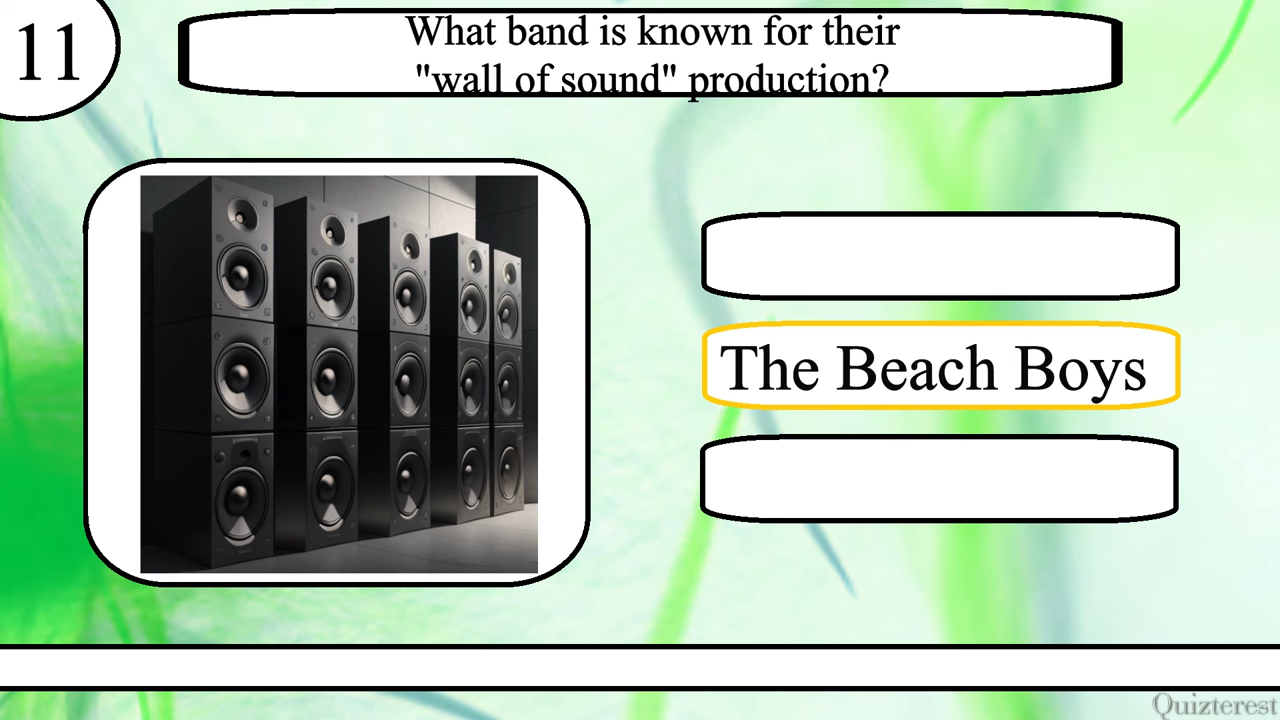 11
What band is known for their
"wall of sound" production?
The Beach Boys
Quizterest